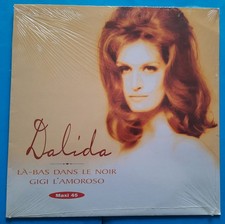 Dalida
LÀ-BAS DANS LE NOIR
GIGI L'AMOROSO
Maxi 45